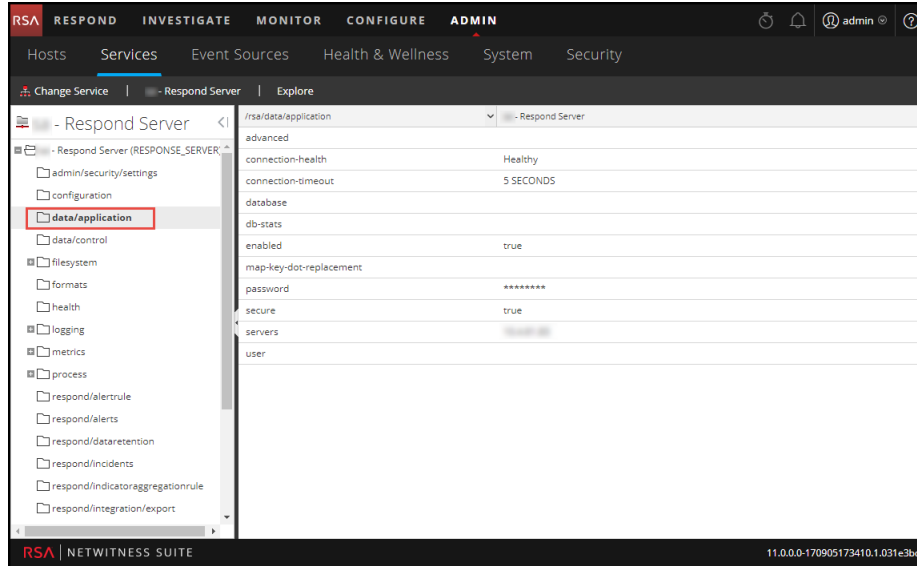 RSA RESPOND INVESTIGATE MONITOR CONFIGURE ADMIN admin
Hosts Services Event Sources Health & Wellness System Security
Change Service | - Respond Server | Explore
- Respond Server
- Respond Server (RESPONSE_SERVER)
admin/security/settings
configuration
data/application
data/control
filesystem
formats
health
logging
metrics
process
respond/alertrule
respond/alerts
respond/dataretention
respond/incidents
respond/indicatoraggregationrule
respond/integration/export
/rsa/data/application - Respond Server
advanced
connection-health Healthy
connection-timeout 5 SECONDS
database
db-stats
enabled true
map-key-dot-replacement
password ********
secure true
servers
user
RSA | NETWITNESS SUITE 11.0.0.0-170905173410.1.031e3bc